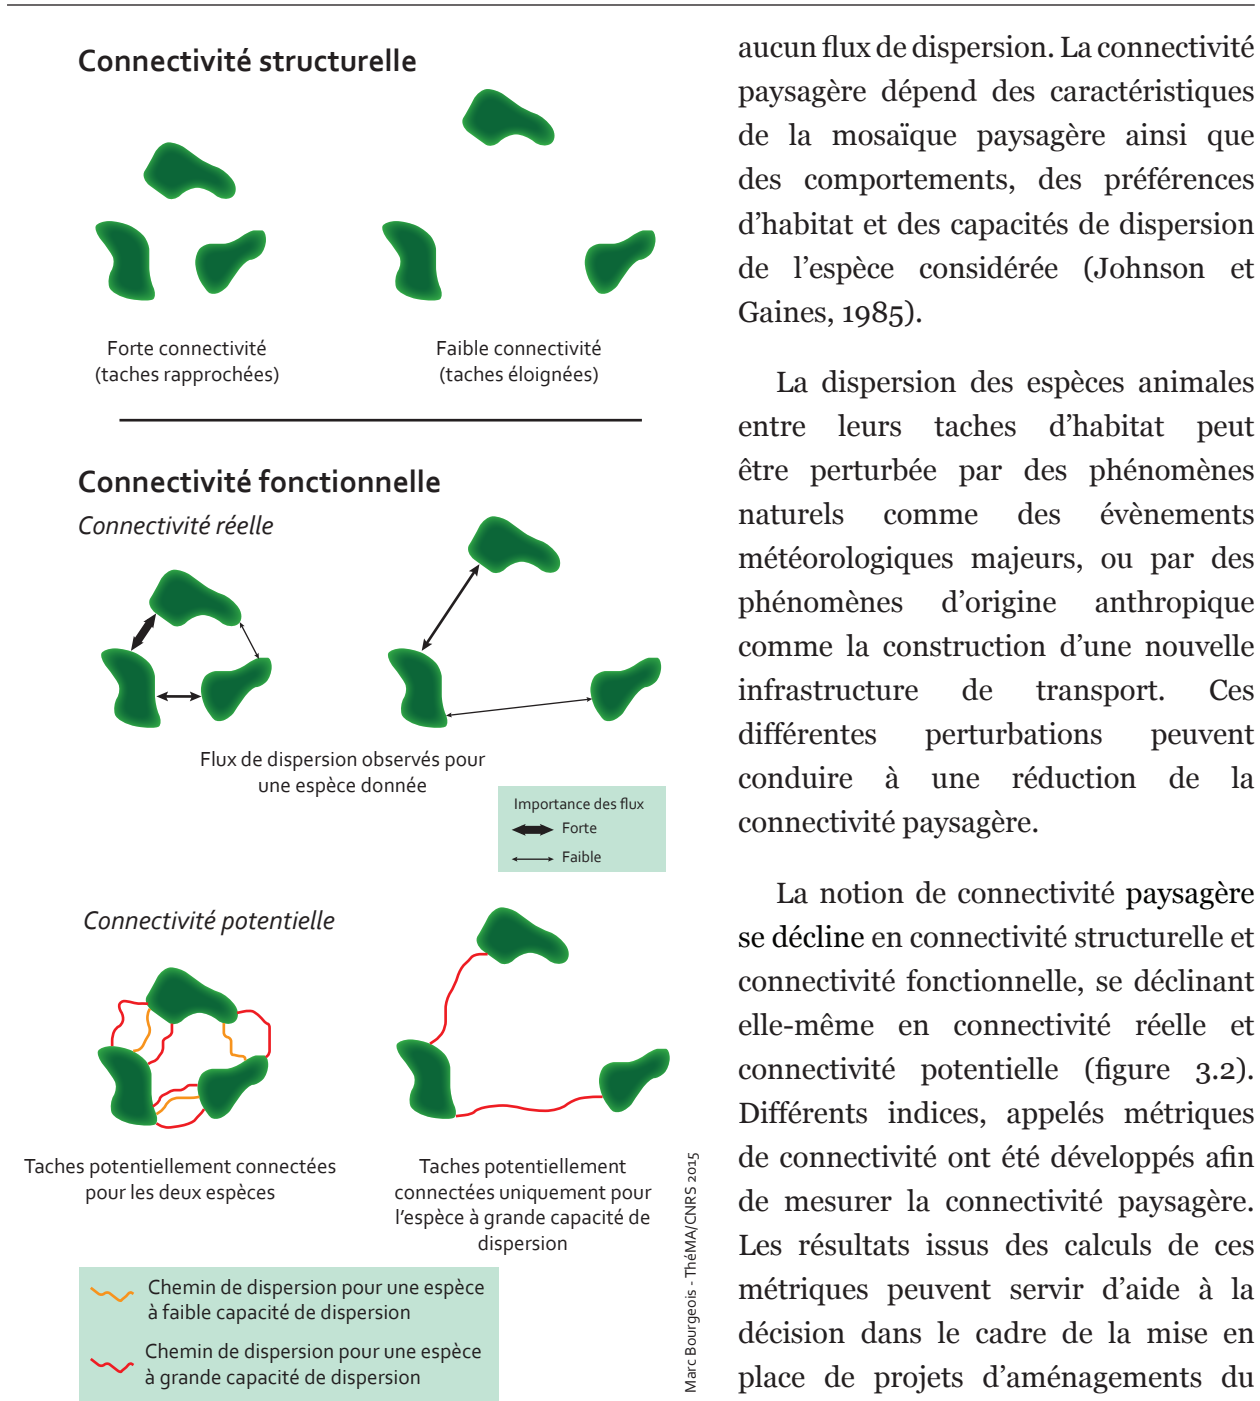 Connectivité structurelle
Forte connectivité
(taches rapprochées)
Faible connectivité
(taches éloignées)
Connectivité fonctionnelle
Connectivité réelle
Flux de dispersion observés pour
une espèce donnée
Importance des flux
Forte
Faible
Connectivité potentielle
Taches potentiellement connectées
pour les deux espèces
Taches potentiellement
connectées uniquement pour
l'espèce à grande capacité de
dispersion
Chemin de dispersion pour une espèce
à faible capacité de dispersion
Chemin de dispersion pour une espèce
à grande capacité de dispersion
Marc Bourgeois - ThéMA/CNRS 2015
aucun flux de dispersion. La connectivité
paysagère dépend des caractéristiques
de la mosaïque paysagère ainsi que
des comportements, des préférences
d'habitat et des capacités de dispersion
de l'espèce considérée (Johnson et
Gaines, 1985).
La dispersion des espèces animales
entre leurs taches d'habitat peut
être perturbée par des phénomènes
naturels comme des évènements
météorologiques majeurs, ou par des
phénomènes d'origine anthropique
comme la construction d'une nouvelle
infrastructure de transport. Ces
différentes perturbations peuvent
conduire à une réduction de la
connectivité paysagère.
La notion de connectivité paysagère
se décline en connectivité structurelle et
connectivité fonctionnelle, se déclinant
elle-même en connectivité réelle et
connectivité potentielle (figure 3.2).
Différents indices, appelés métriques
de connectivité ont été développés afin
de mesurer la connectivité paysagère.
Les résultats issus des calculs de ces
métriques peuvent servir d'aide à la
décision dans le cadre de la mise en
place de projets d'aménagements du